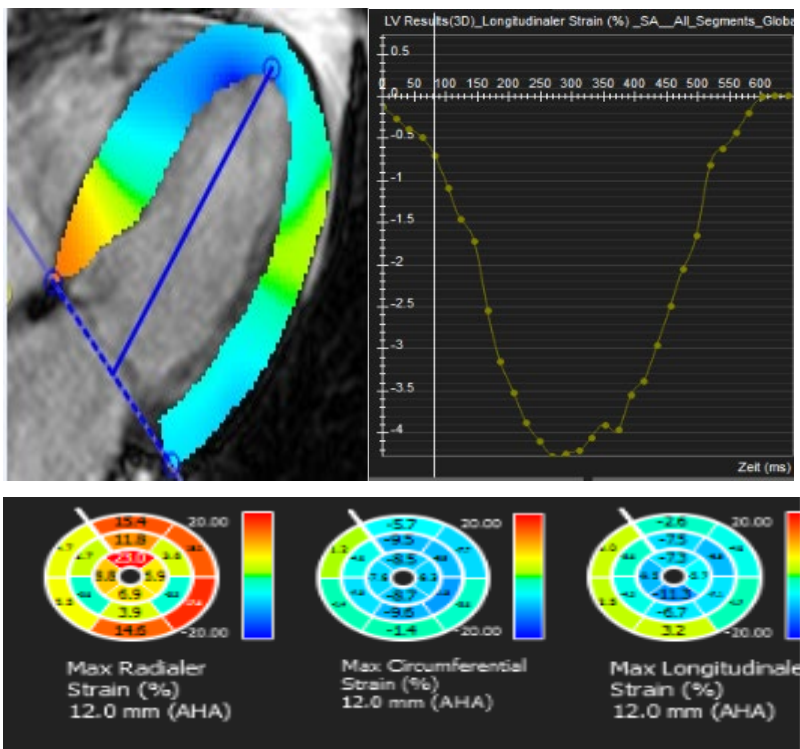 LV Results(3D)_Longitudinaler Strain (%) _SA__All_Segments_Globa
0.5
0 50 100 150 200 250 300 350 400 450 500 550 600
-0.5
-1
-1.5
-2
-2.5
-3
-3.5
-4
Zeit (ms)
15.4
11.8
-23.0
8.8 5.9
6.9
3.9
14.6
20.00
-20.00
Max Radialer
Strain (%)
12.0 mm (AHA)
-5.7
-9.5
-8.5
-8.7
-9.6
-1.4
20.00
-20.00
Max Circumferential
Strain (%)
12.0 mm (AHA)
-2.6
-7.5
-7.3
-11.3
-6.7
3.2
20.00
-20.00
Max Longitudinale
Strain (%)
12.0 mm (AHA)